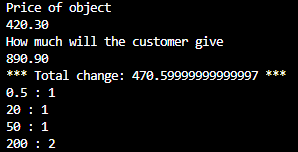 Price of object
420.30
How much will the customer give
890.90
*** Total change: 470.59999999999997 ***
0.5 : 1
20 : 1
50 : 1
200 : 2